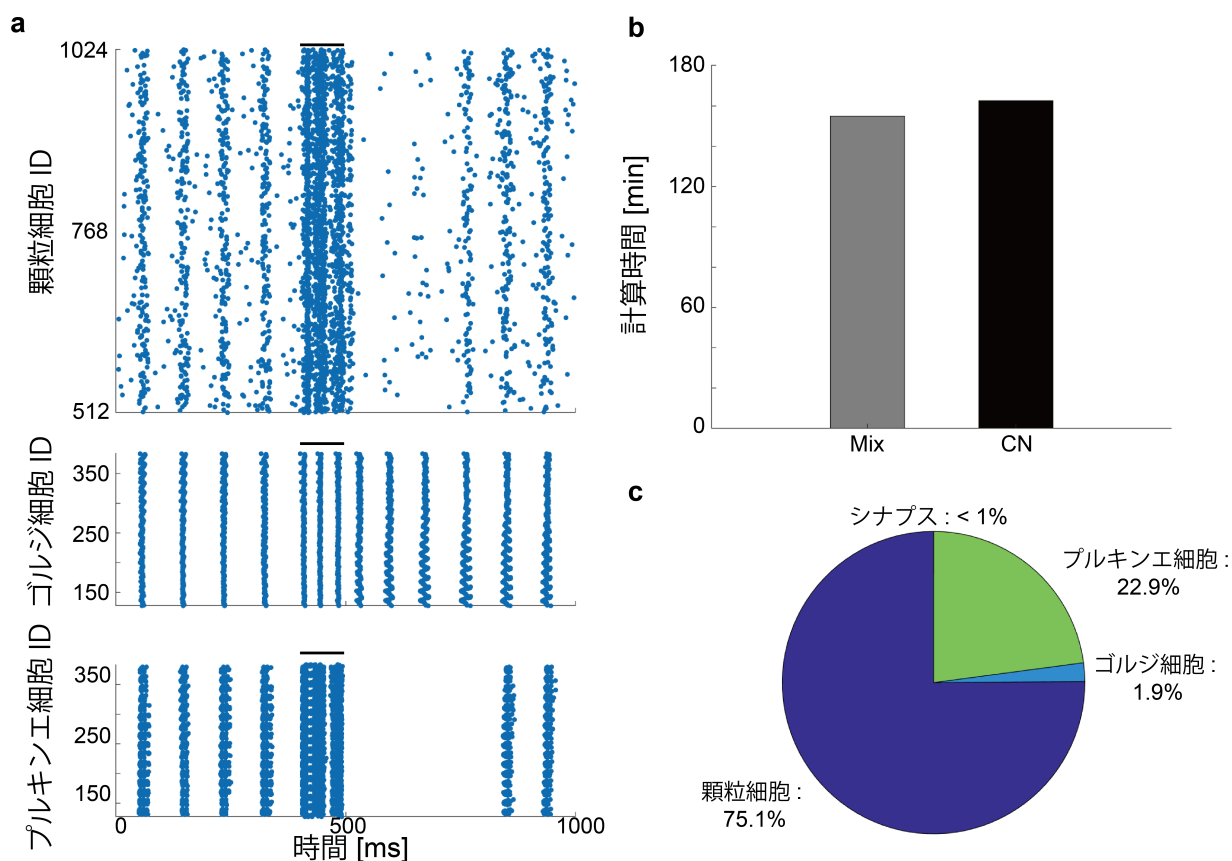 a
1024
768
512
顆粒細胞 ID
350
250
150
ゴルジ細胞 ID
350
250
150
プルキンエ細胞 ID
0
500
1000
時間 [ms]
b
180
120
60
0
計算時間 [min]
Mix
CN
c
シナプス : < 1%
プルキンエ細胞 :
22.9%
ゴルジ細胞 :
1.9%
顆粒細胞 :
75.1%